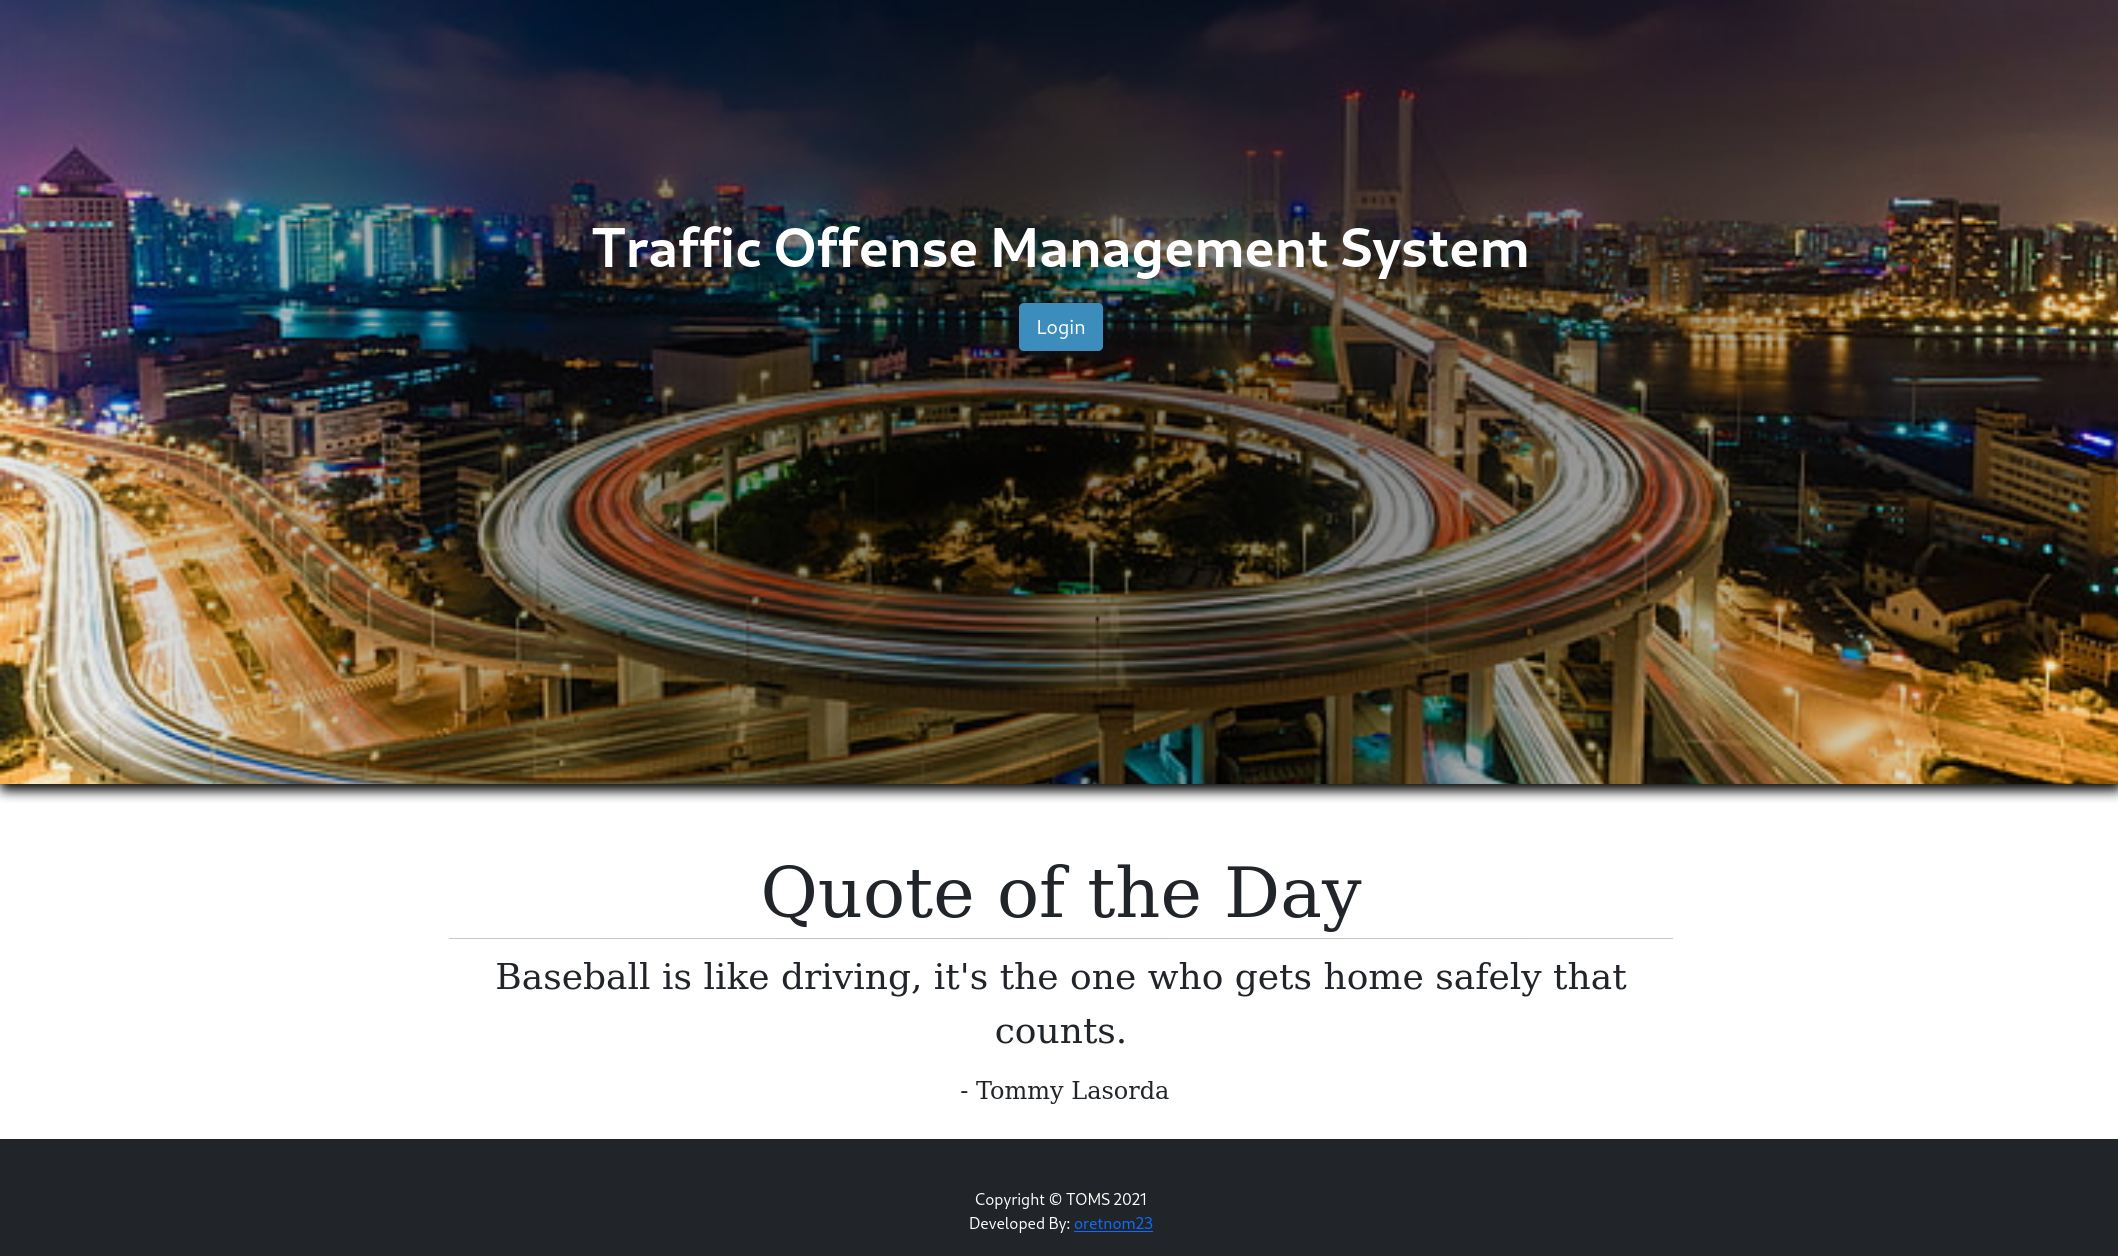 Traffic Offense Management System
Login
Quote of the Day
Baseball is like driving, it's the one who gets home safely that
counts.
- Tommy Lasorda
Copyright © TOMS 2021
Developed By: oretnom23